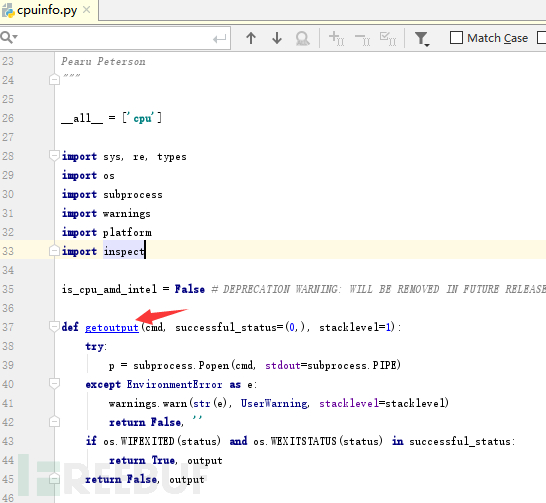 cpuinfo.py
Match Case
23 Pearu Peterson
24 """
25
26 __all__ = ['cpu']
27
28 import sys, re, types
29 import os
30 import subprocess
31 import warnings
32 import platform
33 import inspect
34
35 is_cpu_amd_intel = False # DEPRECATION WARNING: WILL BE REMOVED IN FUTURE RELEASE
36
37 def getoutput(cmd, successful_status=(0,), stacklevel=1):
38 try:
39 p = subprocess.Popen(cmd, stdout=subprocess.PIPE)
40 except EnvironmentError as e:
41 warnings.warn(str(e), UserWarning, stacklevel=stacklevel)
42 return False, ''
43 if os.WIFEXITED(status) and os.WEXITSTATUS(status) in successful_status:
44 return True, output
45 return False, output
46
FREEBUF